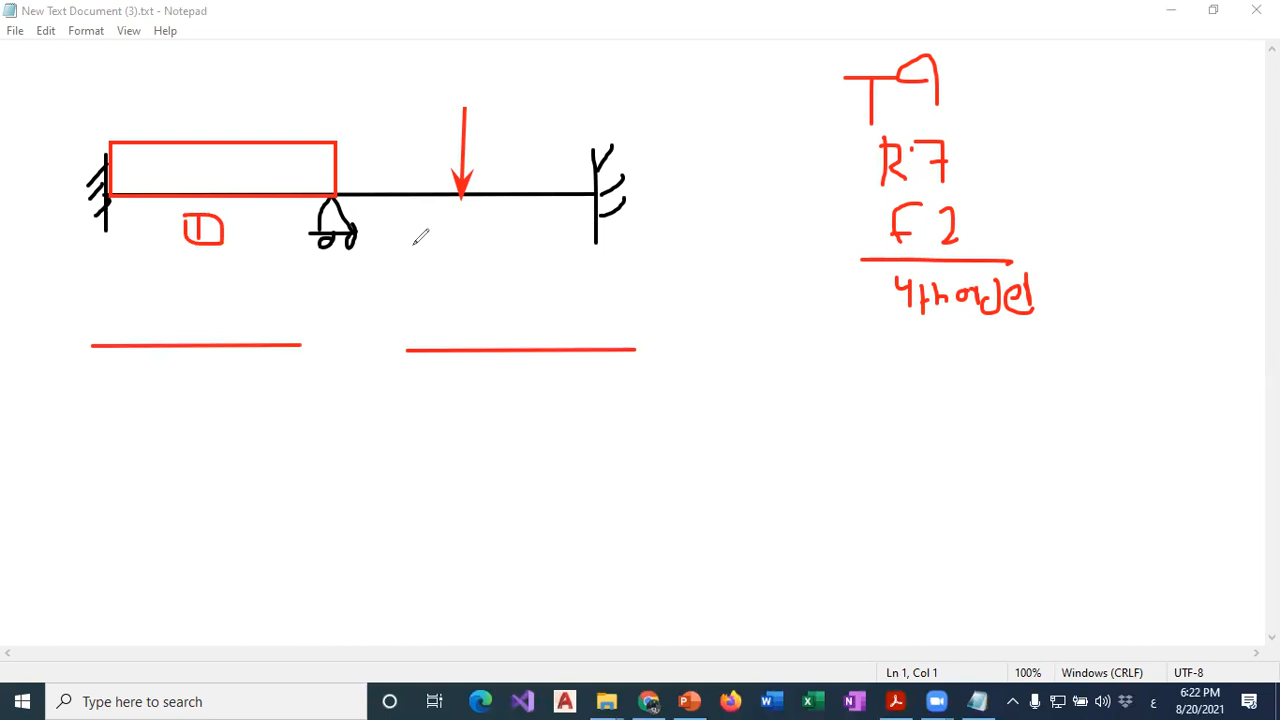 New Text Document (3).txt - Notepad
File Edit Format View Help
R 7
F 2
4th order
1
Ln 1, Col 1 100% Windows (CRLF) UTF-8
Type here to search
ع
6:22 PM
8/20/2021